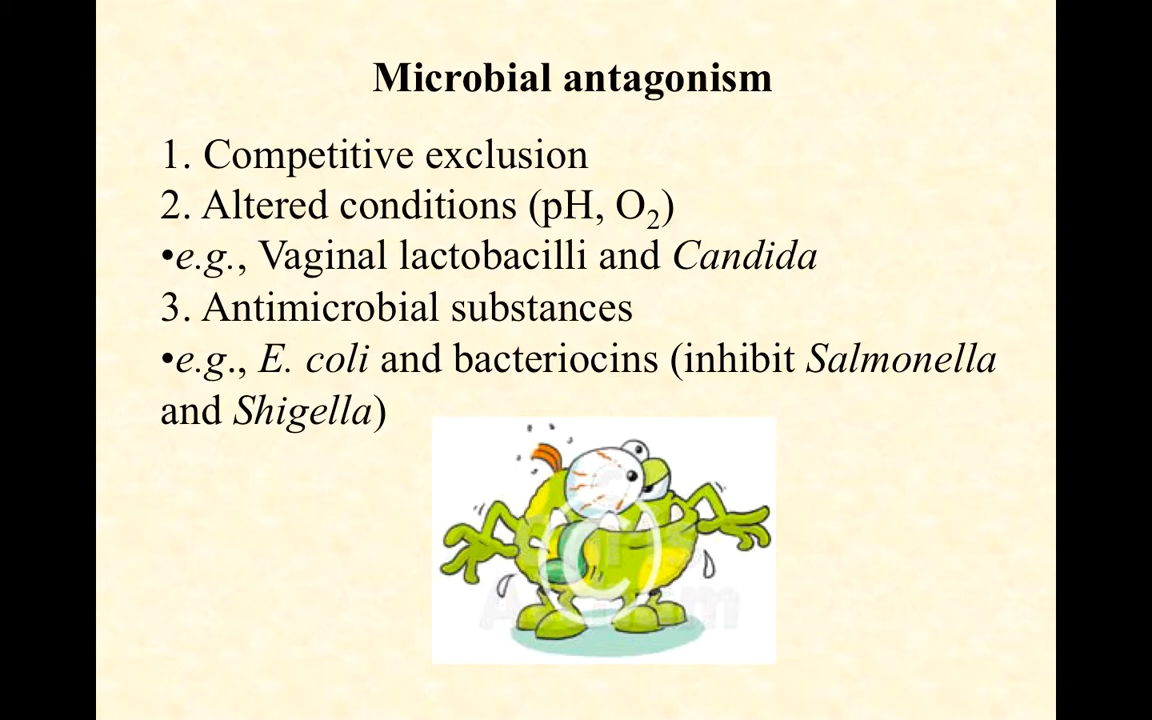 Microbial antagonism
1. Competitive exclusion
2. Altered conditions (pH, O₂)
•e.g., Vaginal lactobacilli and Candida
3. Antimicrobial substances
•e.g., E. coli and bacteriocins (inhibit Salmonella
and Shigella)
©